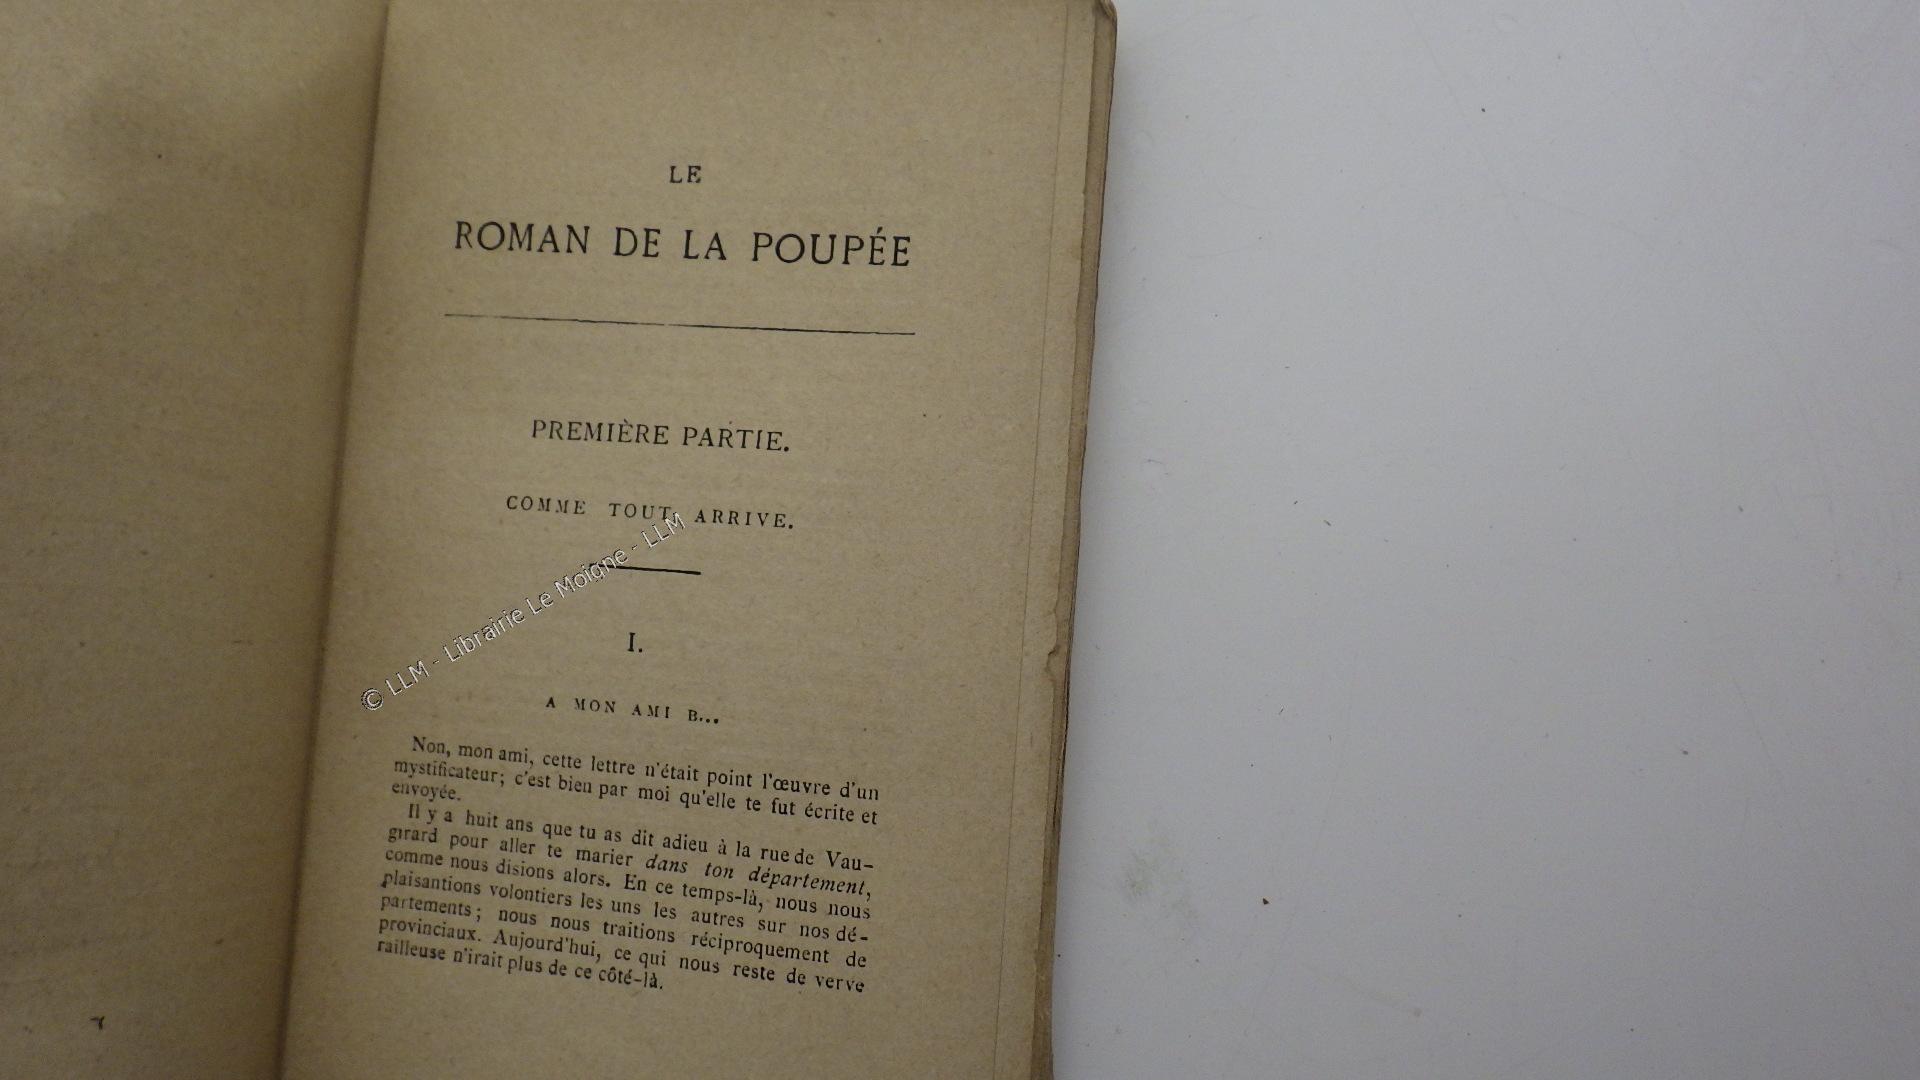 LE
ROMAN DE LA POUPÉE
PREMIÈRE PARTIE.
COMME TOUT ARRIVE.
I.
A MON AMI B...
Non, mon ami, cette lettre n'était point l'œuvre d'un
mystificateur; c'est bien par moi qu'elle te fut écrite et
envoyée.
Il y a huit ans que tu as dit adieu à la rue de Vau-
girard pour aller te marier dans ton département,
comme nous disions alors. En ce temps-là, nous nous
plaisantions volontiers les uns les autres sur nos dé-
partements; nous nous traitions réciproquement de
provinciaux. Aujourd'hui, ce qui nous reste de verve
railleuse n'irait plus de ce côté-là.
© LLM - Librairie Le Moigne - LLM